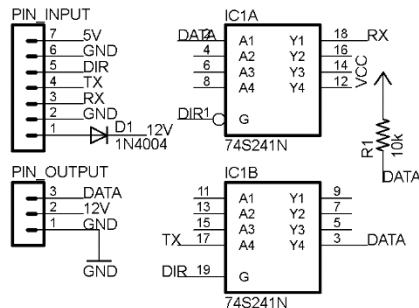 PIN_INPUT
7 5V
6 GND
5 DIR
4 TX
3 RX
2 GND
1
D1
12V
1N4004
IC1A
DATA 2 A1 Y1 18 RX
4 A2 Y2 16
6 A3 Y3 14
8 A4 Y4 12
VCC
DIR1 G
74S241N
R1
10k
DATA
PIN_OUTPUT
3 DATA
2 12V
1 GND
GND
IC1B
11 A1 Y1 9
13 A2 Y2 7
15 A3 Y3 5
TX 17 A4 Y4 3 DATA
DIR 19 G
74S241N